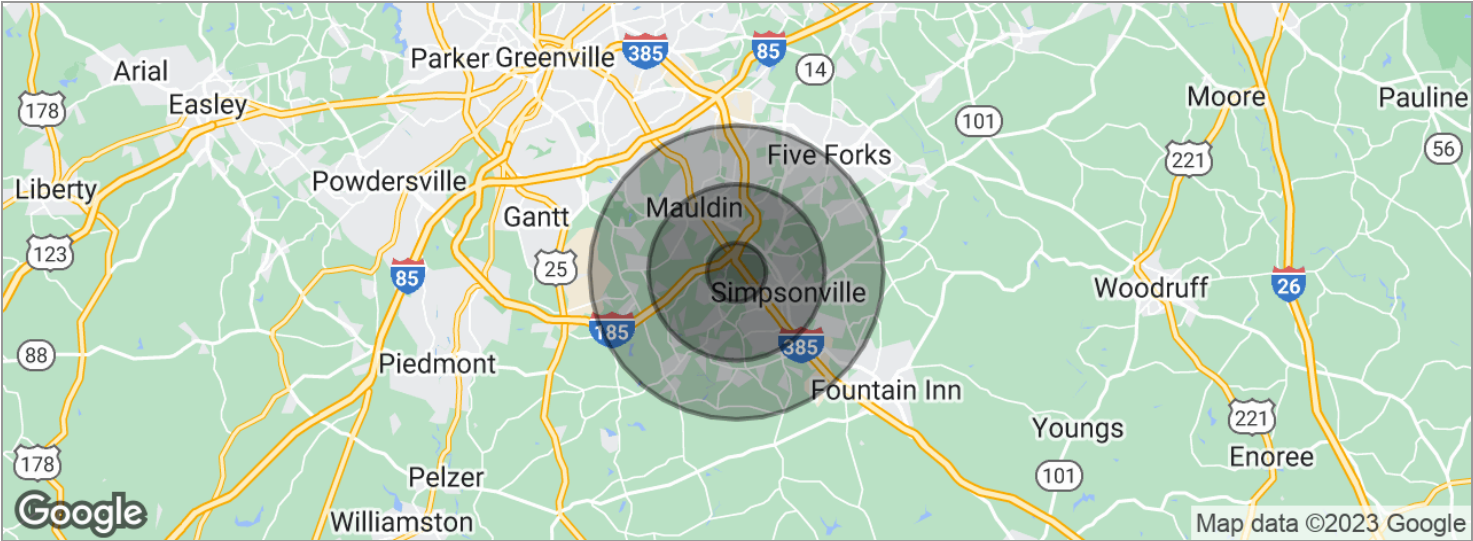 Parker Greenville
385
85
14
Arial
178
Easley
Moore
Pauline
101
56
Five Forks
221
Liberty
Powdersville
Mauldin
Gantt
123
85
25
Simpsonville
Woodruff
26
185
385
88
Piedmont
Fountain Inn
221
Youngs
Enoree
178
Pelzer
101
Google
Williamston
Map data ©2023 Google